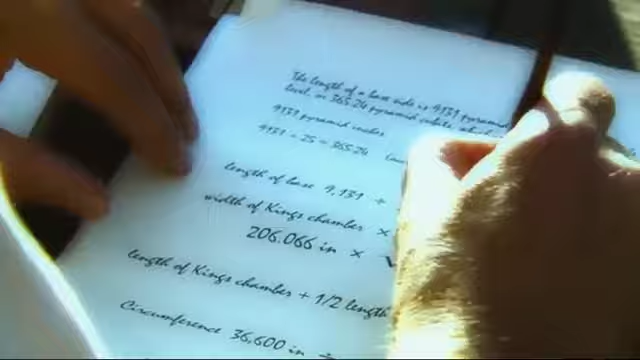 The length of a base side is 9131 pyramid
level, or 365.24 pyramid cubits, which
9131 pyramid inches
9131 ÷ 25 = 365.24
length of base 9,131 +
width of Kings chamber ×
206.066 in ×
length of Kings chamber + 1/2 length
Circumference 36,600 in